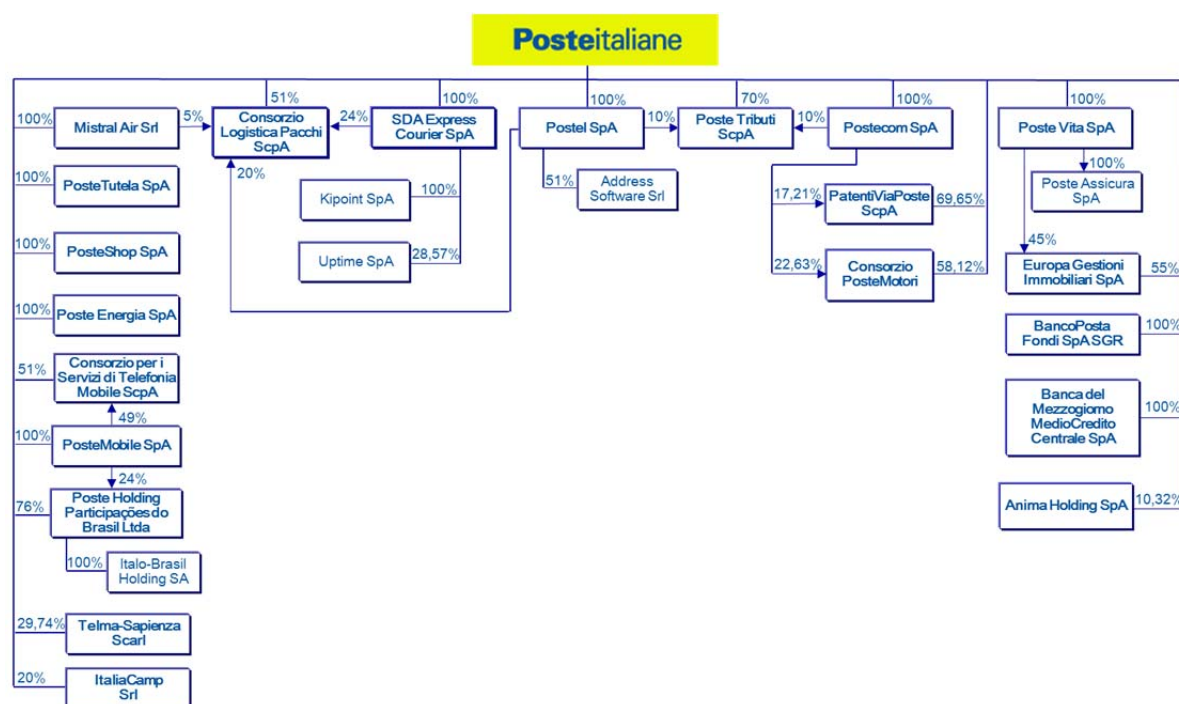 Posteitaliane
51%
100%
100%
70%
100%
100%
100%
Mistral Air Srl
5%
Consorzio
Logistica Pacchi
ScpA
24%
SDA Express
Courier SpA
Postel SpA
10%
Poste Tributi
ScpA
10%
Postecom SpA
Poste Vita SpA
20%
100%
PosteTutela SpA
Kipoint SpA
100%
51%
Address
Software Srl
17,21%
PatentiViaPoste
ScpA
69,65%
100%
Poste Assicura
SpA
100%
PosteShop SpA
Uptime SpA
28,57%
22,63%
Consorzio
PosteMotori
58,12%
45%
Europa Gestioni
Immobiliari SpA
55%
100%
Poste Energia SpA
BancoPosta
Fondi SpA SGR
100%
51%
Consorzio per i
Servizi di Telefonia
Mobile ScpA
49%
100%
PosteMobile SpA
24%
Banca del
Mezzogiorno
MedioCredito
Centrale SpA
100%
76%
Poste Holding
Participações do
Brasil Ltda
Anima Holding SpA
10,32%
100%
Italo-Brasil
Holding SA
29,74%
Telma-Sapienza
Scarl
20%
ItaliaCamp
Srl